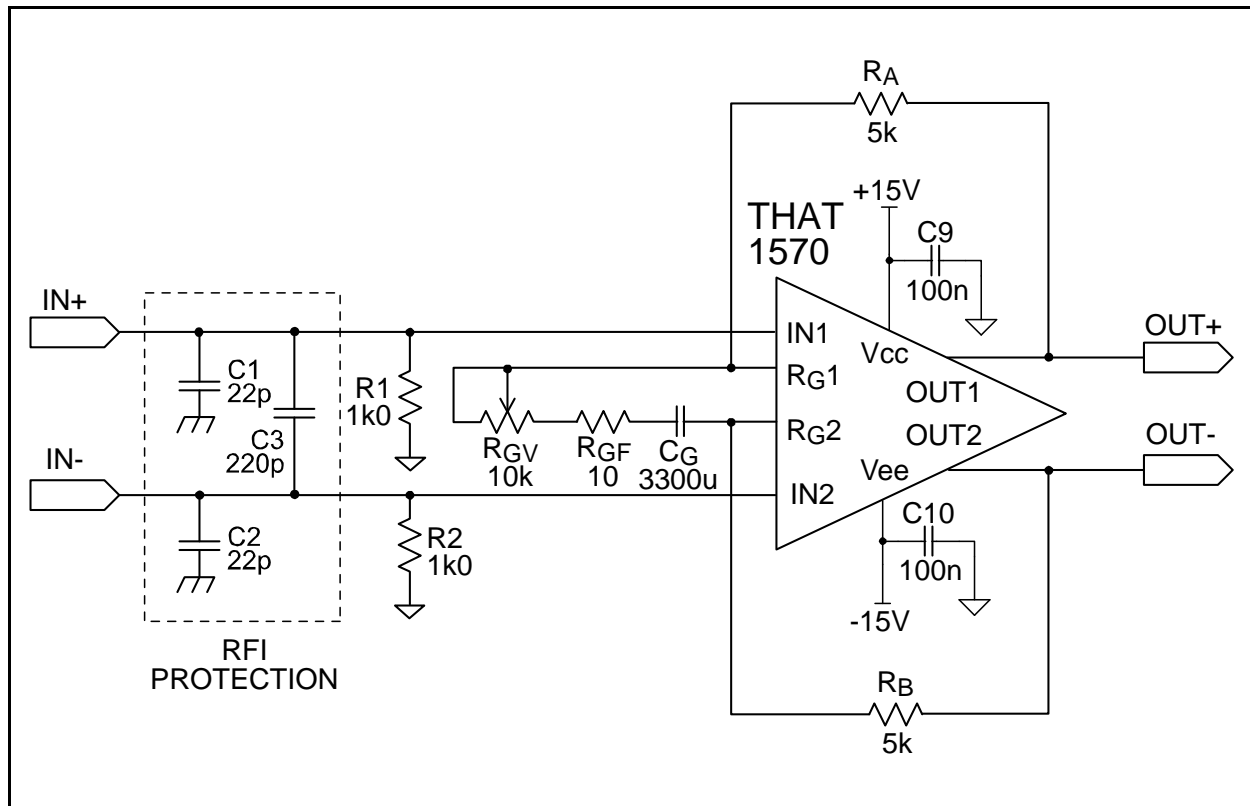 RA
5k
+15V
THAT
1570
C9
100n
IN+
IN1
Vcc
OUT+
C1
22p
R1
1k0
RG1
OUT1
C3
220p
RGV
10k
RGF
10
CG
3300u
RG2
OUT2
IN-
Vee
OUT-
IN2
C2
22p
R2
1k0
C10
100n
-15V
RFI
PROTECTION
RB
5k